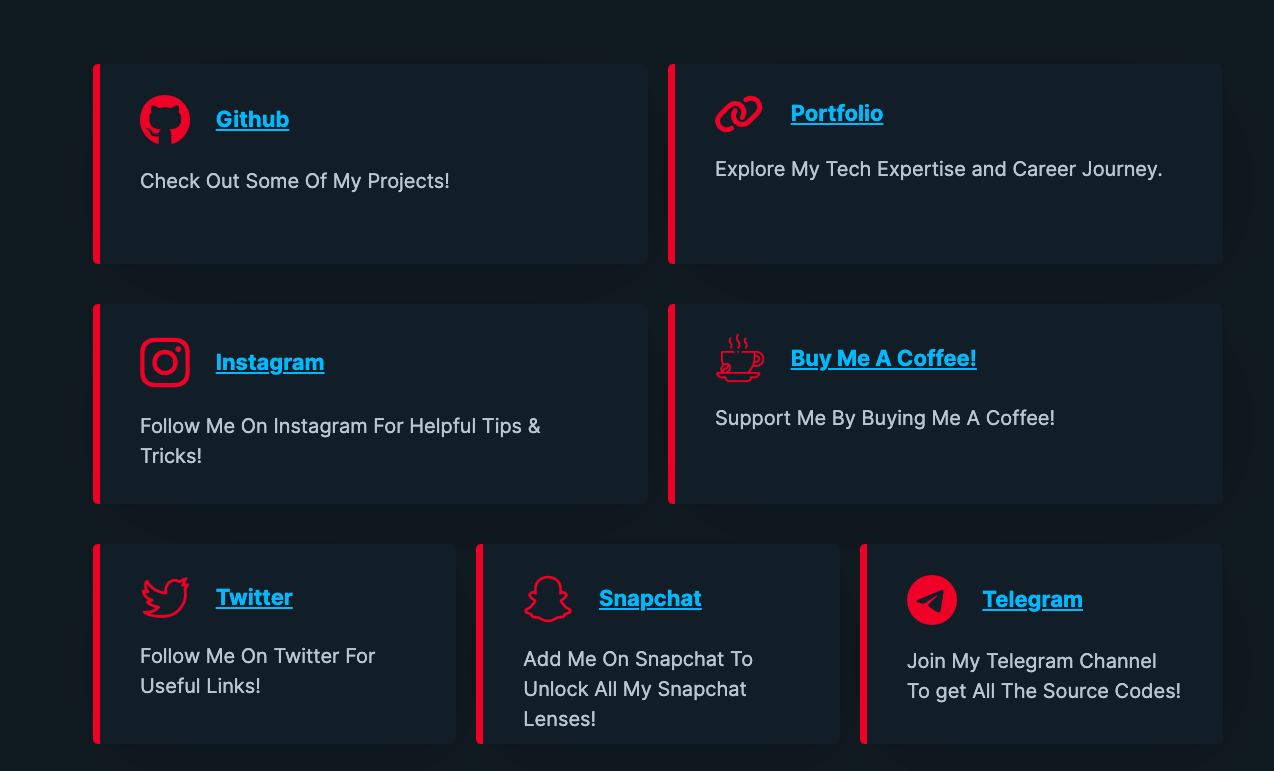 Github
Check Out Some Of My Projects!
Portfolio
Explore My Tech Expertise and Career Journey.
Instagram
Follow Me On Instagram For Helpful Tips &
Tricks!
Buy Me A Coffee!
Support Me By Buying Me A Coffee!
Twitter
Follow Me On Twitter For
Useful Links!
Snapchat
Add Me On Snapchat To
Unlock All My Snapchat
Lenses!
Telegram
Join My Telegram Channel
To get All The Source Codes!